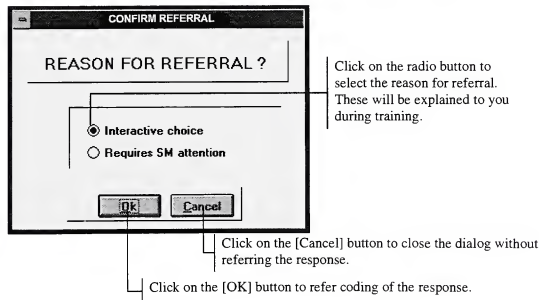 CONFIRM REFERRAL
REASON FOR REFERRAL ?
Click on the radio button to
select the reason for referral.
These will be explained to you
during training.
Interactive choice
Requires SM attention
Ok
Cancel
Click on the [Cancel] button to close the dialog without
referring the response.
Click on the [OK] button to refer coding of the response.